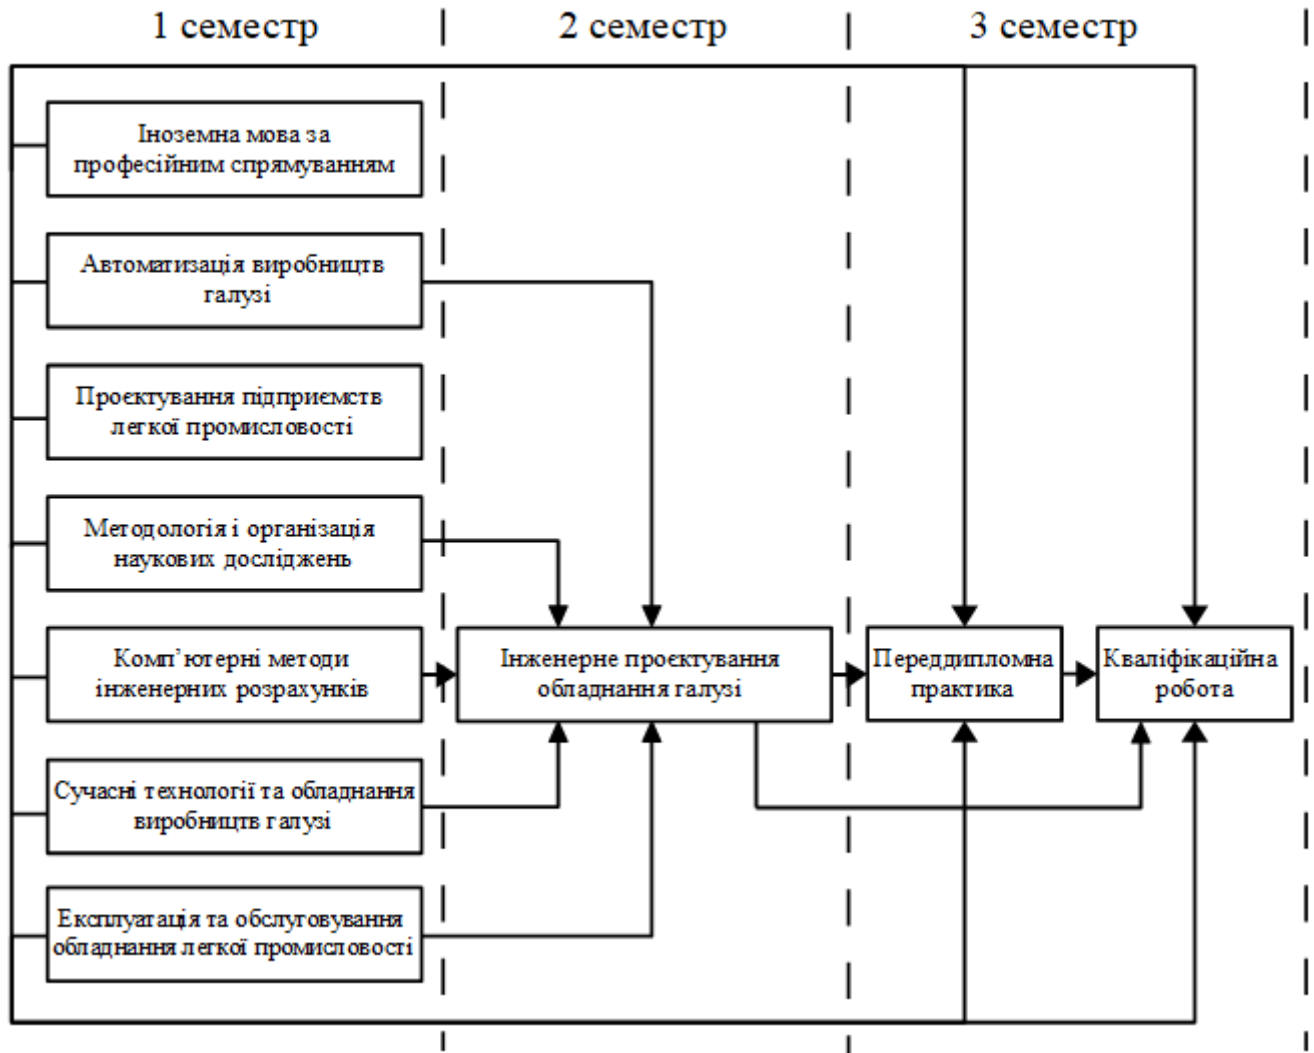 1 семестр
2 семестр
3 семестр
Іноземна мова за
професійним спрямуванням
Автоматизація виробництв
галузі
Проєктування підприємств
легкої промисловості
Методологія і організація
наукових досліджень
Комп’ютерні методи
інженерних розрахунків
Інженерне проєктування
обладнання галузі
Переддипломна
практика
Кваліфікаційна
робота
Сучасні технології та обладнання
виробництв галузі
Експлуатація та обслуговування
обладнання легкої промисловості